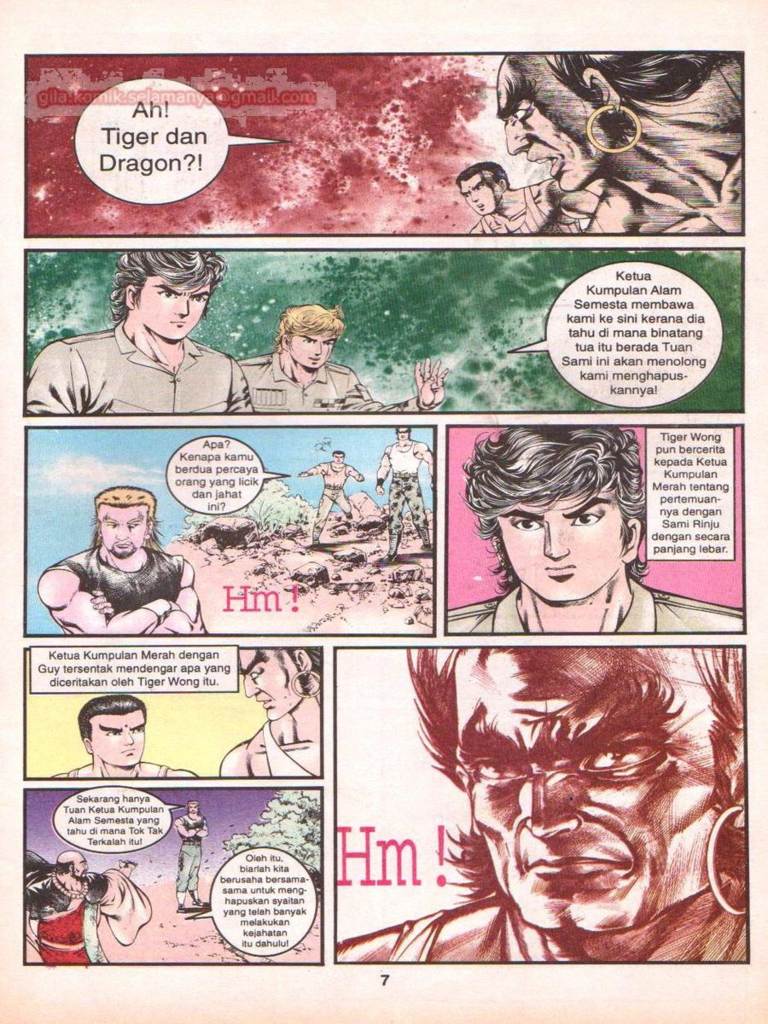 gila.komik.selamanya@gmail.com
Ah!
Tiger dan
Dragon?!
Ketua
Kumpulan Alam
Semesta membawa
kami ke sini kerana dia
tahu di mana binatang
tua itu berada Tuan
Sami ini akan menolong
kami menghapus-
kannya!
Apa?
Kenapa kamu
berdua percaya
orang yang licik
dan jahat
ini?
Hm!
Tiger Wong
pun bercerita
kepada Ketua
Kumpulan
Merah tentang
pertemuan-
nya dengan
Sami Rinju
dengan secara
panjang lebar.
Ketua Kumpulan Merah dengan
Guy tersentak mendengar apa yang
diceritakan oleh Tiger Wong itu.
Hm!
Sekarang hanya
Tuan Ketua Kumpulan
Alam Semesta yang
tahu di mana Tok Tak
Terkalah itu!
Oleh itu,
biarlah kita
berusaha bersama-
sama untuk meng-
hapuskan syaitan
yang telah banyak
melakukan
kejahatan
itu dahulu!
7